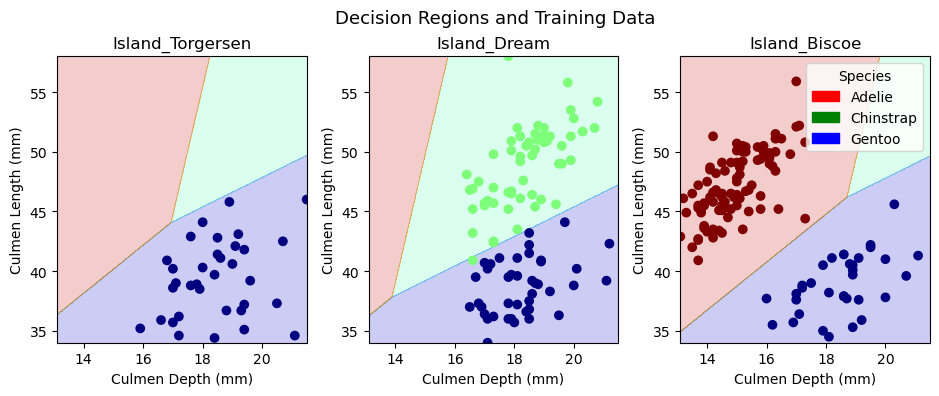 Decision Regions and Training Data
Island_Torgersen
Island_Dream
Island_Biscoe
Culmen Length (mm)
55
50
45
40
35
14
16
18
20
Culmen Depth (mm)
Culmen Length (mm)
55
50
45
40
35
14
16
18
20
Culmen Depth (mm)
Culmen Length (mm)
55
50
45
40
35
14
16
18
20
Culmen Depth (mm)
Species
Adelie
Chinstrap
Gentoo